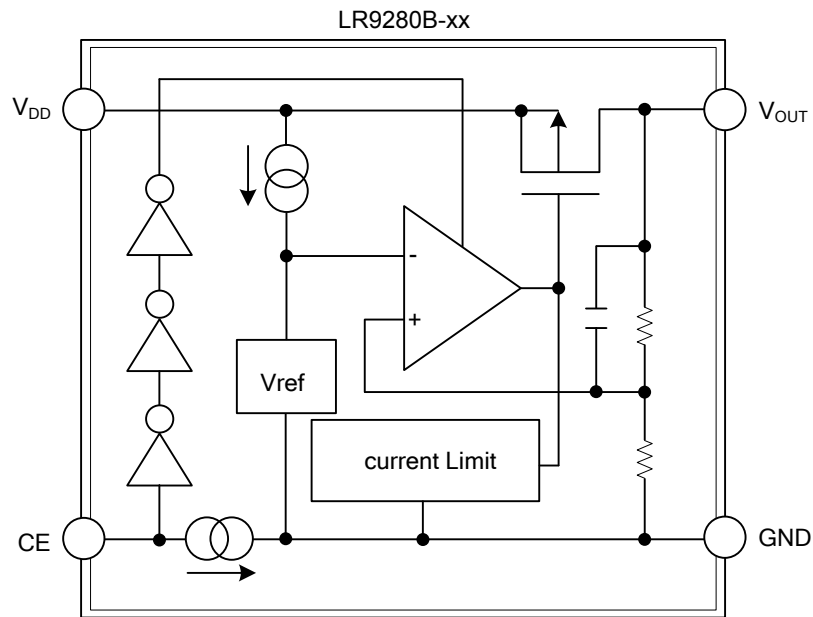 LR9280B-xx
VDD
VOUT
-
+
Vref
current Limit
CE
GND